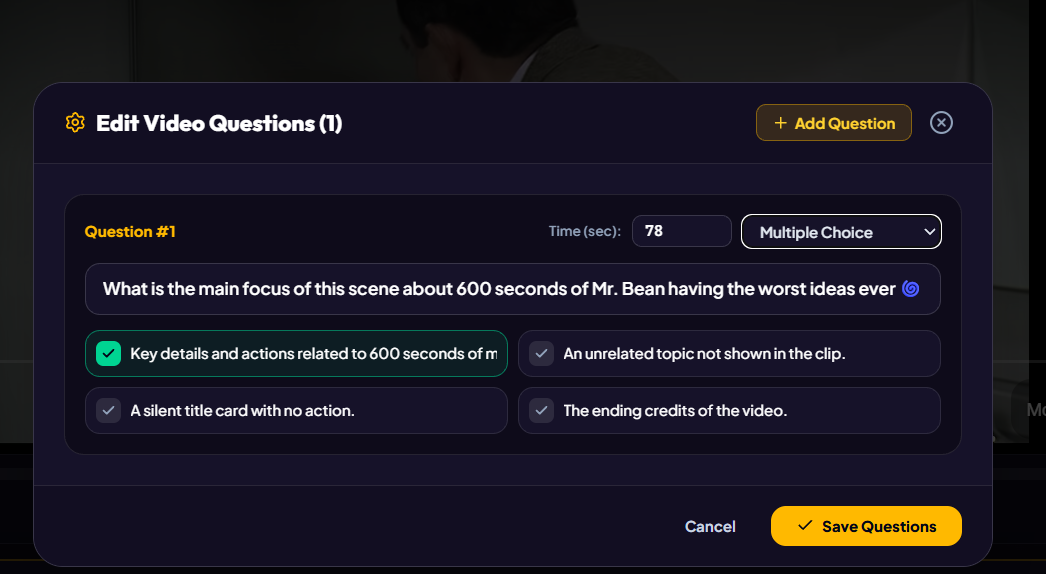 Edit Video Questions (1)
+ Add Question
Question #1
Time (sec):
78
Multiple Choice
What is the main focus of this scene about 600 seconds of Mr. Bean having the worst ideas ever 🌀
Key details and actions related to 600 seconds of m
An unrelated topic not shown in the clip.
A silent title card with no action.
The ending credits of the video.
Cancel
Save Questions